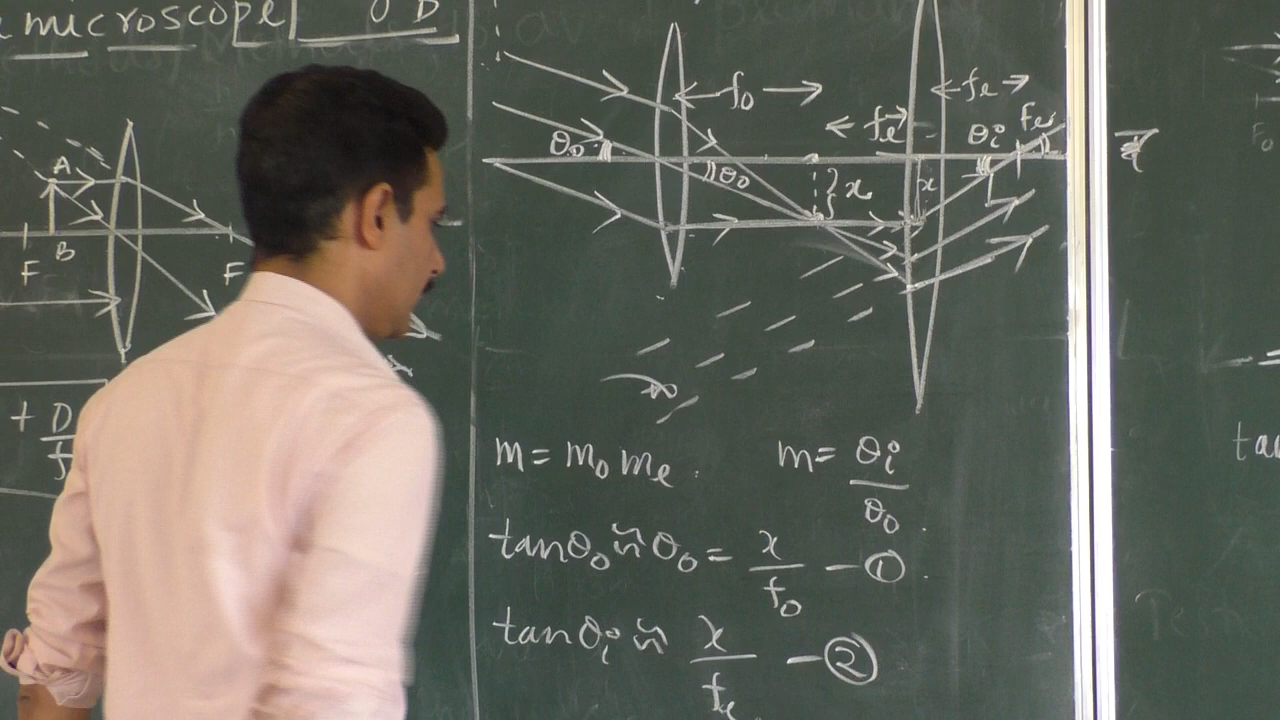 microscope
A
B
F
F
+ D/f
f₀
fₑ
fₑ
θ₀
θ₀
} x
x
θi
Fₑ
∞
m = m₀ mₑ . m = θi/θ₀ .
tanθ₀ ≈ θ₀ = x/f₀ — ①
tanθi ≈ x/fₑ — ②
F₀
tan